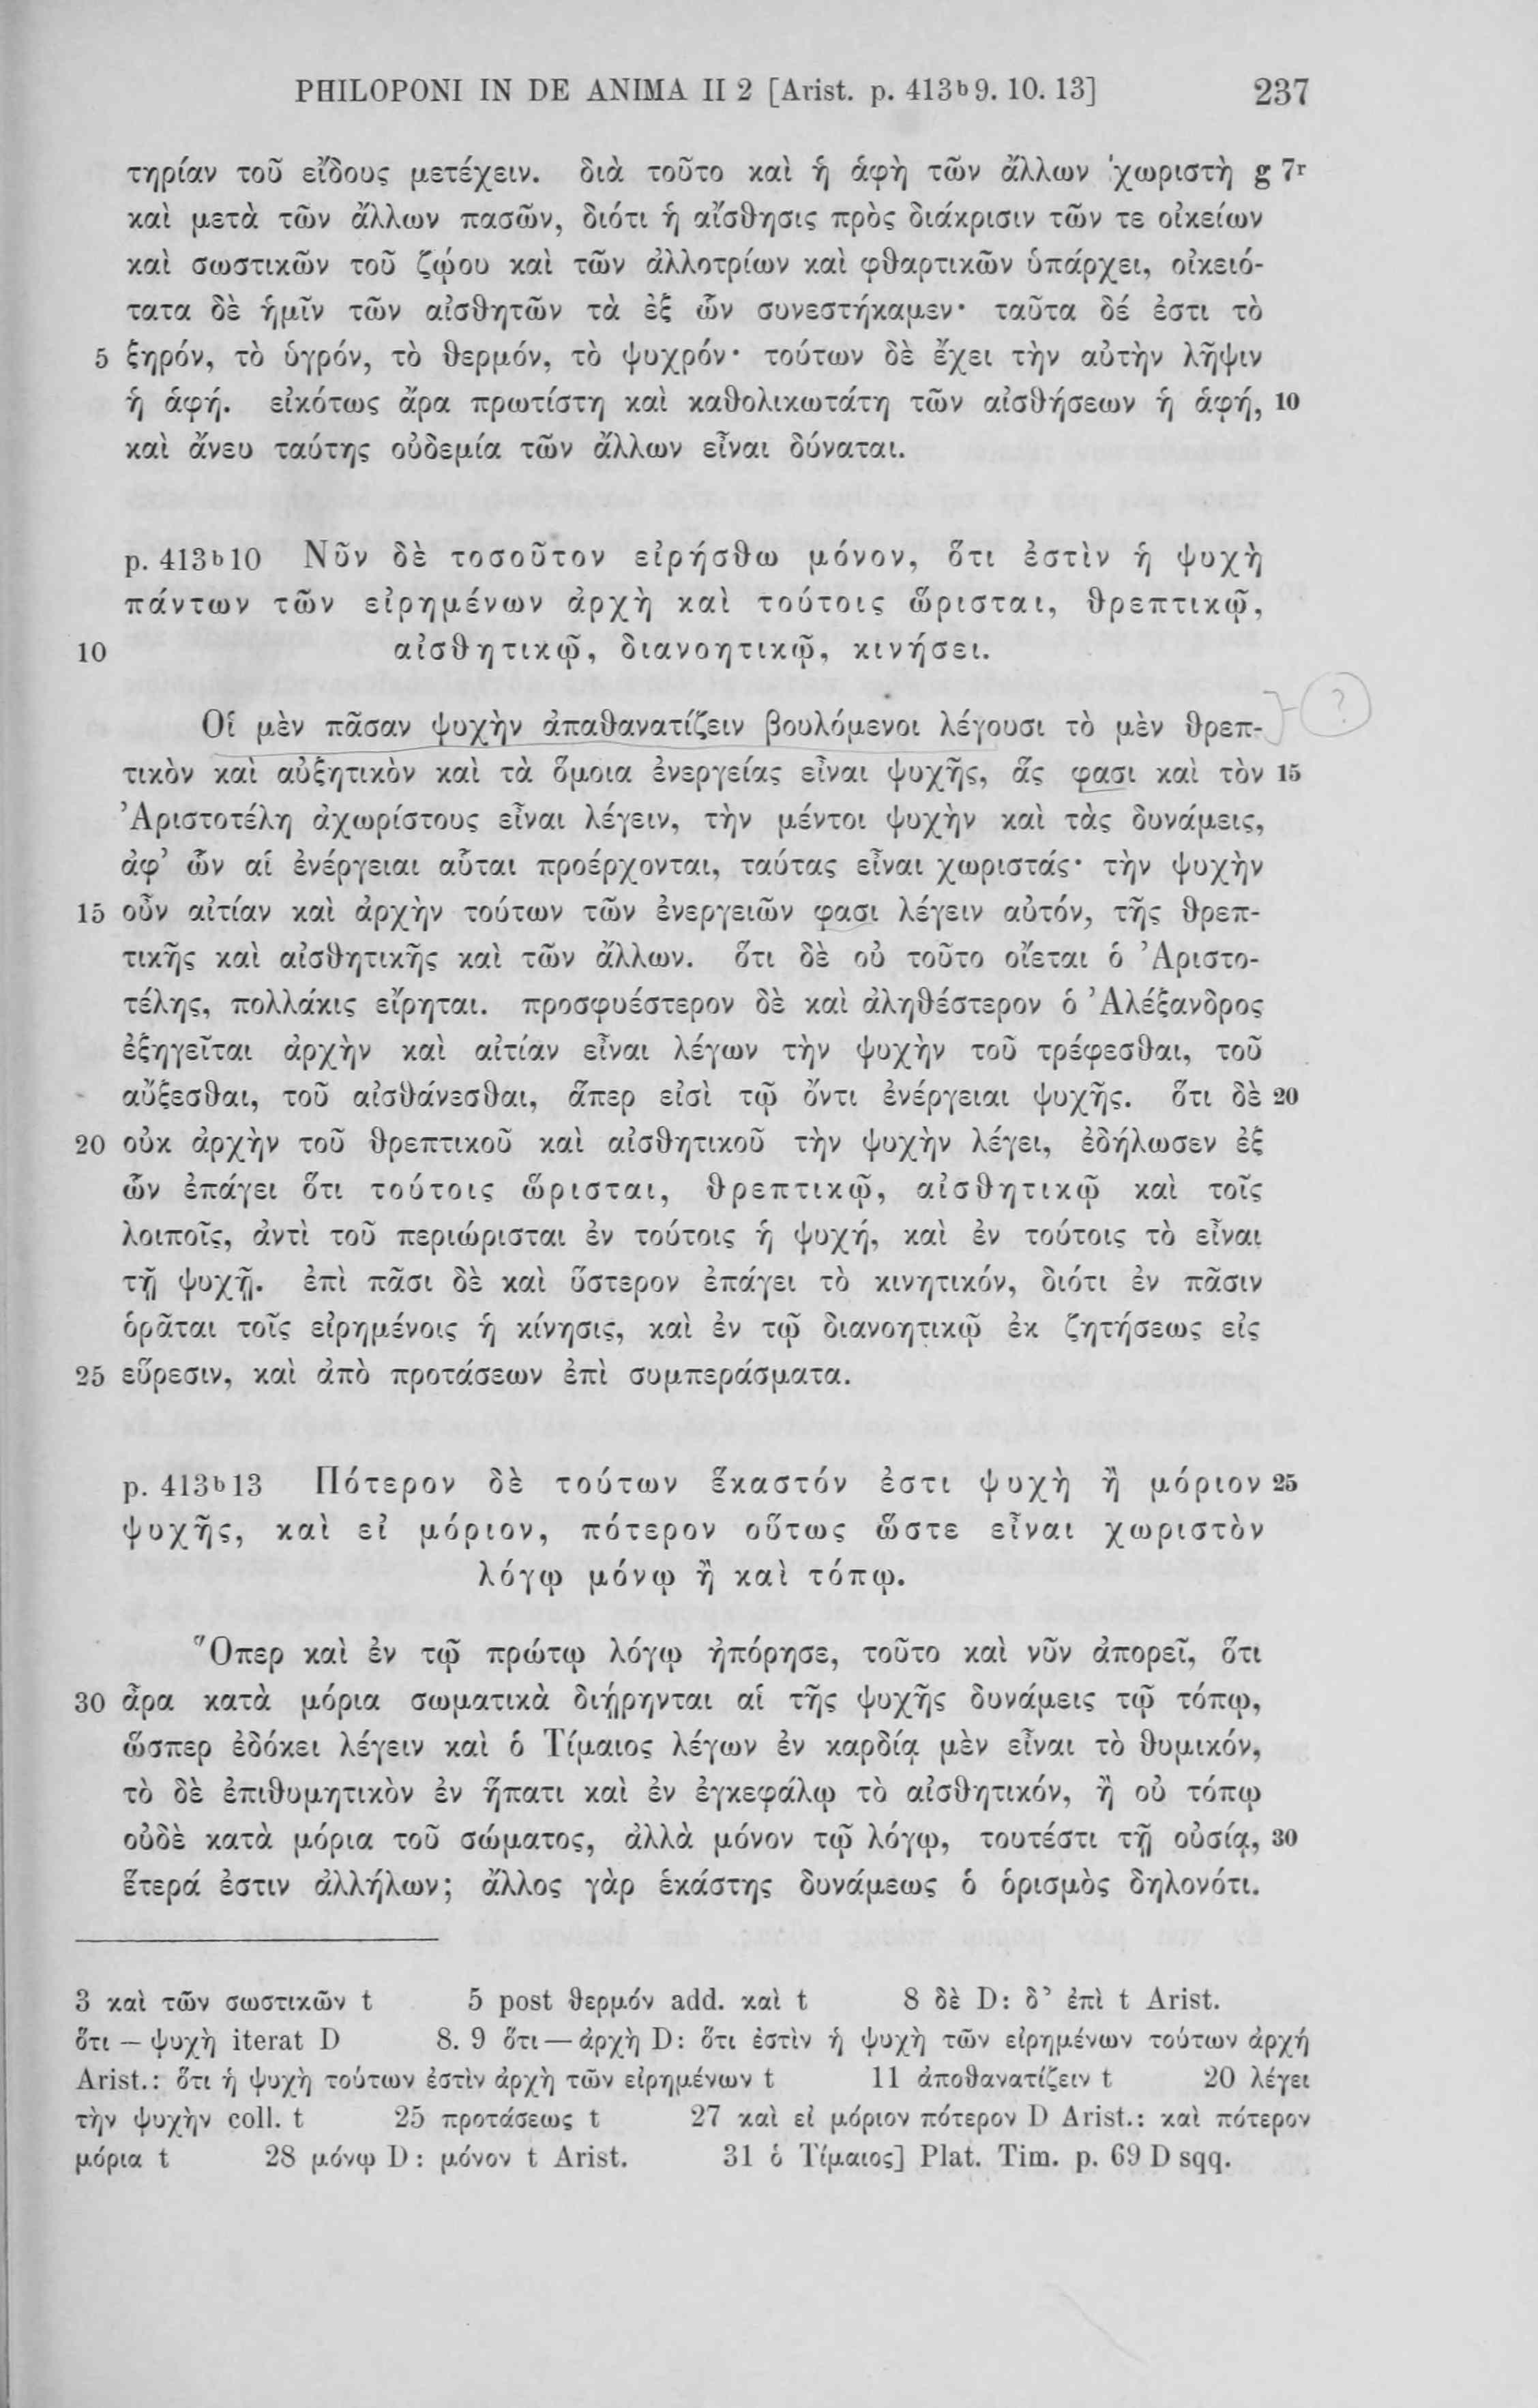 PHILOPONI IN DE ANIMA II 2 [Arist. p. 413b 9. 10. 13] 237
τηρίαν τοῦ εἴδους μετέχειν. διὰ τοῦτο καὶ ἡ ἁφὴ τῶν ἄλλων χωριστὴ g 7r
καὶ μετὰ τῶν ἄλλων πασῶν, διότι ἡ αἴσθησις πρὸς διάκρισιν τῶν τε οἰκείων
καὶ σωστικῶν τοῦ ζῴου καὶ τῶν ἀλλοτρίων καὶ φθαρτικῶν ὑπάρχει, οἰκειό-
τατα δὲ ἡμῖν τῶν αἰσθητῶν τὰ ἐξ ὧν συνεστήκαμεν· ταῦτα δέ ἐστι τὸ
5 ξηρόν, τὸ ὑγρόν, τὸ θερμόν, τὸ ψυχρόν· τούτων δὲ ἔχει τὴν αὐτὴν λῆψιν
ἡ ἁφή. εἰκότως ἄρα πρωτίστη καὶ καθολικωτάτη τῶν αἰσθήσεων ἡ ἁφή, 10
καὶ ἄνευ ταύτης οὐδεμία τῶν ἄλλων εἶναι δύναται.
p. 413b10 Νῦν δὲ τοσοῦτον εἰρήσθω μόνον, ὅτι ἐστὶν ἡ ψυχὴ
πάντων τῶν εἰρημένων ἀρχὴ καὶ τούτοις ὥρισται, θρεπτικῷ,
10 αἰσθητικῷ, διανοητικῷ, κινήσει.
Οἱ μὲν πᾶσαν ψυχὴν ἀπαθανατίζειν βουλόμενοι λέγουσι τὸ μὲν θρεπ- ?
τικὸν καὶ αὐξητικὸν καὶ τὰ ὅμοια ἐνεργείας εἶναι ψυχῆς, ἅς φασι καὶ τὸν 15
Ἀριστοτέλη ἀχωρίστους εἶναι λέγειν, τὴν μέντοι ψυχὴν καὶ τὰς δυνάμεις,
ἀφ’ ὧν αἱ ἐνέργειαι αὗται προέρχονται, ταύτας εἶναι χωριστάς· τὴν ψυχὴν
15 οὖν αἰτίαν καὶ ἀρχὴν τούτων τῶν ἐνεργειῶν φασι λέγειν αὐτόν, τῆς θρεπ-
τικῆς καὶ αἰσθητικῆς καὶ τῶν ἄλλων. ὅτι δὲ οὐ τοῦτο οἴεται ὁ Ἀριστο-
τέλης, πολλάκις εἴρηται. προσφυέστερον δὲ καὶ ἀληθέστερον ὁ Ἀλέξανδρος
ἐξηγεῖται ἀρχὴν καὶ αἰτίαν εἶναι λέγων τὴν ψυχὴν τοῦ τρέφεσθαι, τοῦ
αὔξεσθαι, τοῦ αἰσθάνεσθαι, ἅπερ εἰσὶ τῷ ὄντι ἐνέργειαι ψυχῆς. ὅτι δὲ 20
20 οὐκ ἀρχὴν τοῦ θρεπτικοῦ καὶ αἰσθητικοῦ τὴν ψυχὴν λέγει, ἐδήλωσεν ἐξ
ὧν ἐπάγει ὅτι τούτοις ὥρισται, θρεπτικῷ, αἰσθητικῷ καὶ τοῖς
λοιποῖς, ἀντὶ τοῦ περιώρισται ἐν τούτοις ἡ ψυχή, καὶ ἐν τούτοις τὸ εἶναι
τῇ ψυχῇ. ἐπὶ πᾶσι δὲ καὶ ὕστερον ἐπάγει τὸ κινητικόν, διότι ἐν πᾶσιν
ὁρᾶται τοῖς εἰρημένοις ἡ κίνησις, καὶ ἐν τῷ διανοητικῷ ἐκ ζητήσεως εἰς
25 εὕρεσιν, καὶ ἀπὸ προτάσεων ἐπὶ συμπεράσματα.
p. 413b13 Πότερον δὲ τούτων ἕκαστόν ἐστι ψυχὴ ἢ μόριον 25
ψυχῆς, καὶ εἰ μόριον, πότερον οὕτως ὥστε εἶναι χωριστὸν
λόγῳ μόνῳ ἢ καὶ τόπῳ.
Ὅπερ καὶ ἐν τῷ πρώτῳ λόγῳ ἠπόρησε, τοῦτο καὶ νῦν ἀπορεῖ, ὅτι
30 ἆρα κατὰ μόρια σωματικὰ διῄρηνται αἱ τῆς ψυχῆς δυνάμεις τῷ τόπῳ,
ὥσπερ ἐδόκει λέγειν καὶ ὁ Τίμαιος λέγων ἐν καρδίᾳ μὲν εἶναι τὸ θυμικόν,
τὸ δὲ ἐπιθυμητικὸν ἐν ἥπατι καὶ ἐν ἐγκεφάλῳ τὸ αἰσθητικόν, ἢ οὐ τόπῳ
οὐδὲ κατὰ μόρια τοῦ σώματος, ἀλλὰ μόνον τῷ λόγῳ, τουτέστι τῇ οὐσίᾳ, 30
ἕτερά ἐστιν ἀλλήλων; ἄλλος γὰρ ἑκάστης δυνάμεως ὁ ὁρισμὸς δηλονότι.
3 καὶ τῶν σωστικῶν t 5 post θερμόν add. καὶ t 8 δὲ D: δ’ ἐπὶ t Arist.
ὅτι — ψυχὴ iterat D 8. 9 ὅτι — ἀρχὴ D: ὅτι ἐστὶν ἡ ψυχὴ τῶν εἰρημένων τούτων ἀρχή
Arist.: ὅτι ἡ ψυχὴ τούτων ἐστὶν ἀρχὴ τῶν εἰρημένων t 11 ἀποθανατίζειν t 20 λέγει
τὴν ψυχὴν coll. t 25 προτάσεως t 27 καὶ εἰ μόριον πότερον D Arist.: καὶ πότερον
μόρια t 28 μόνῳ D: μόνον t Arist. 31 ὁ Τίμαιος] Plat. Tim. p. 69 D sqq.